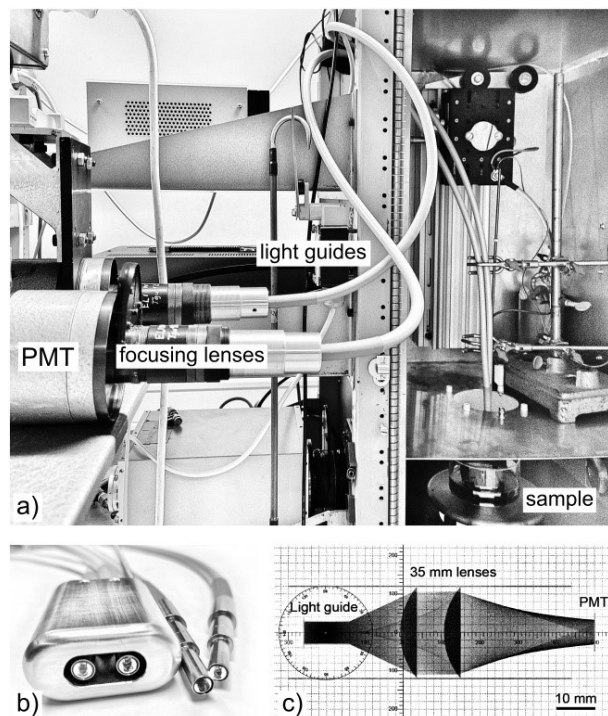 light guides
PMT
focusing lenses
sample
a)
b)
35 mm lenses
Light guide
PMT
10 mm
c)